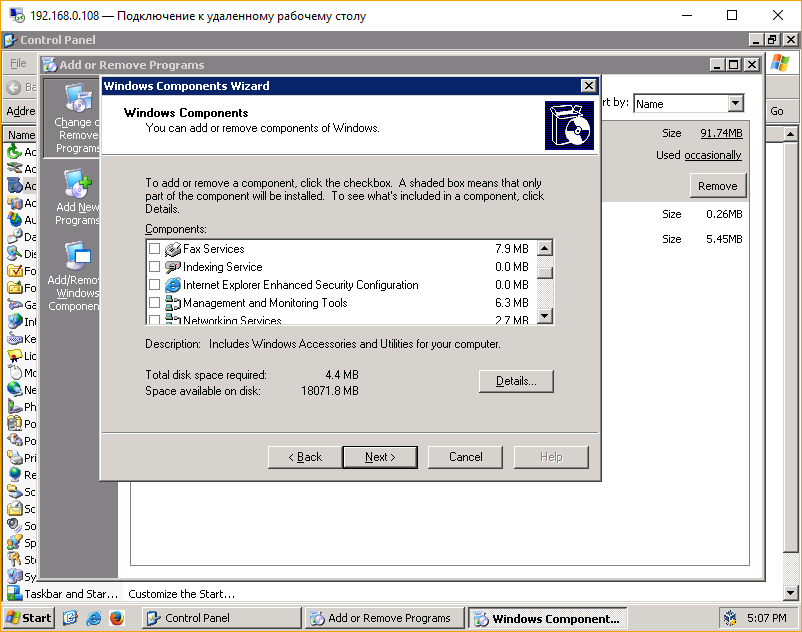 192.168.0.108 — Подключение к удаленному рабочему столу
Control Panel
File
Add or Remove Programs
Ba
Addre
Go
Name
Windows Components Wizard
Windows Components
You can add or remove components of Windows.
rt by:
Name
Change or
Remove
Programs
Add New
Programs
Add/Remov
Windows
Componen
Size
91.74MB
Used
occasionally
Remove
Size
0.26MB
Size
5.45MB
To add or remove a component, click the checkbox. A shaded box means that only
part of the component will be installed. To see what's included in a component, click
Details.
Components:
Fax Services
7.9 MB
Indexing Service
0.0 MB
Internet Explorer Enhanced Security Configuration
0.0 MB
Management and Monitoring Tools
6.3 MB
Networking Services
2.7 MB
Description: Includes Windows Accessories and Utilities for your computer.
Total disk space required:
4.4 MB
Space available on disk:
18071.8 MB
Details...
< Back
Next >
Cancel
Help
Ac
Ac
Ad
Ad
Au
Da
Dis
Fo
Fo
Ga
Int
Ke
Lic
Mo
Ne
Ph
Po
Po
Pri
Re
Sc
Sc
So
Sp
Sto
Sy
Taskbar and Star...
Customize the Start...
Start
Control Panel
Add or Remove Programs
Windows Component...
5:07 PM